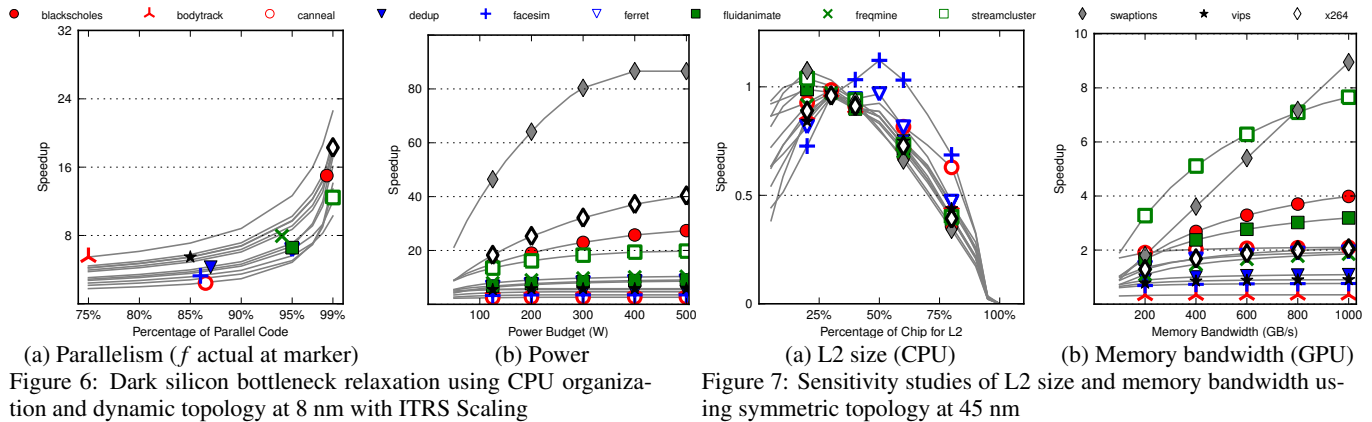 blackscholes bodytrack canneal dedup facesim ferret fluidanimate freqmine streamcluster swaptions vips x264
32
24
16
8
Speedup
75% 80% 85% 90% 95% 99%
Percentage of Parallel Code
(a) Parallelism (f actual at marker)
80
60
40
20
Speedup
100 200 300 400 500
Power Budget (W)
(b) Power
Figure 6: Dark silicon bottleneck relaxation using CPU organiza-
tion and dynamic topology at 8 nm with ITRS Scaling
1
0.5
0
Speedup
25% 50% 75% 100%
Percentage of Chip for L2
(a) L2 size (CPU)
10
8
6
4
2
0
Speedup
200 400 600 800 1000
Memory Bandwidth (GB/s)
(b) Memory bandwidth (GPU)
Figure 7: Sensitivity studies of L2 size and memory bandwidth us-
ing symmetric topology at 45 nm